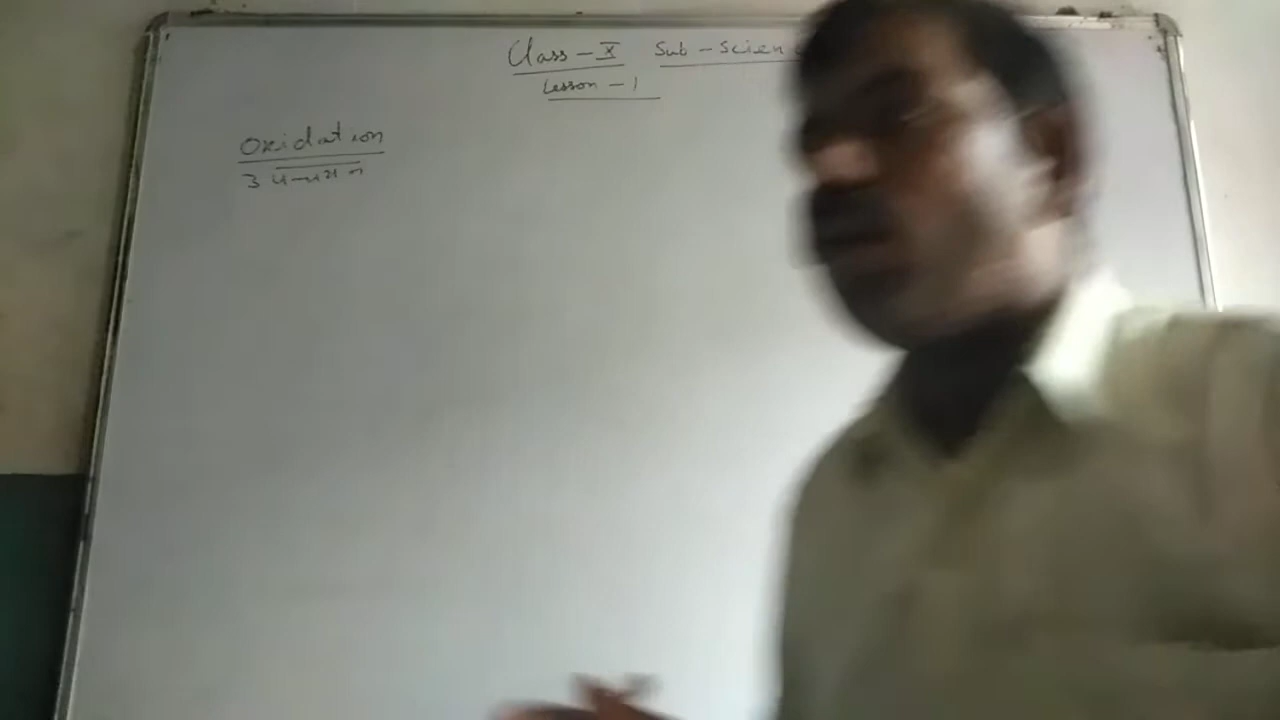 Class - X Sub - Scien
Lesson - 1
Oxidation
उपचयन